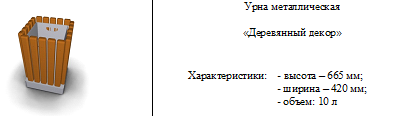 Урна металлическая
«Деревянный декор»
Характеристики: - высота – 665 мм;
- ширина – 420 мм;
- объем: 10 л